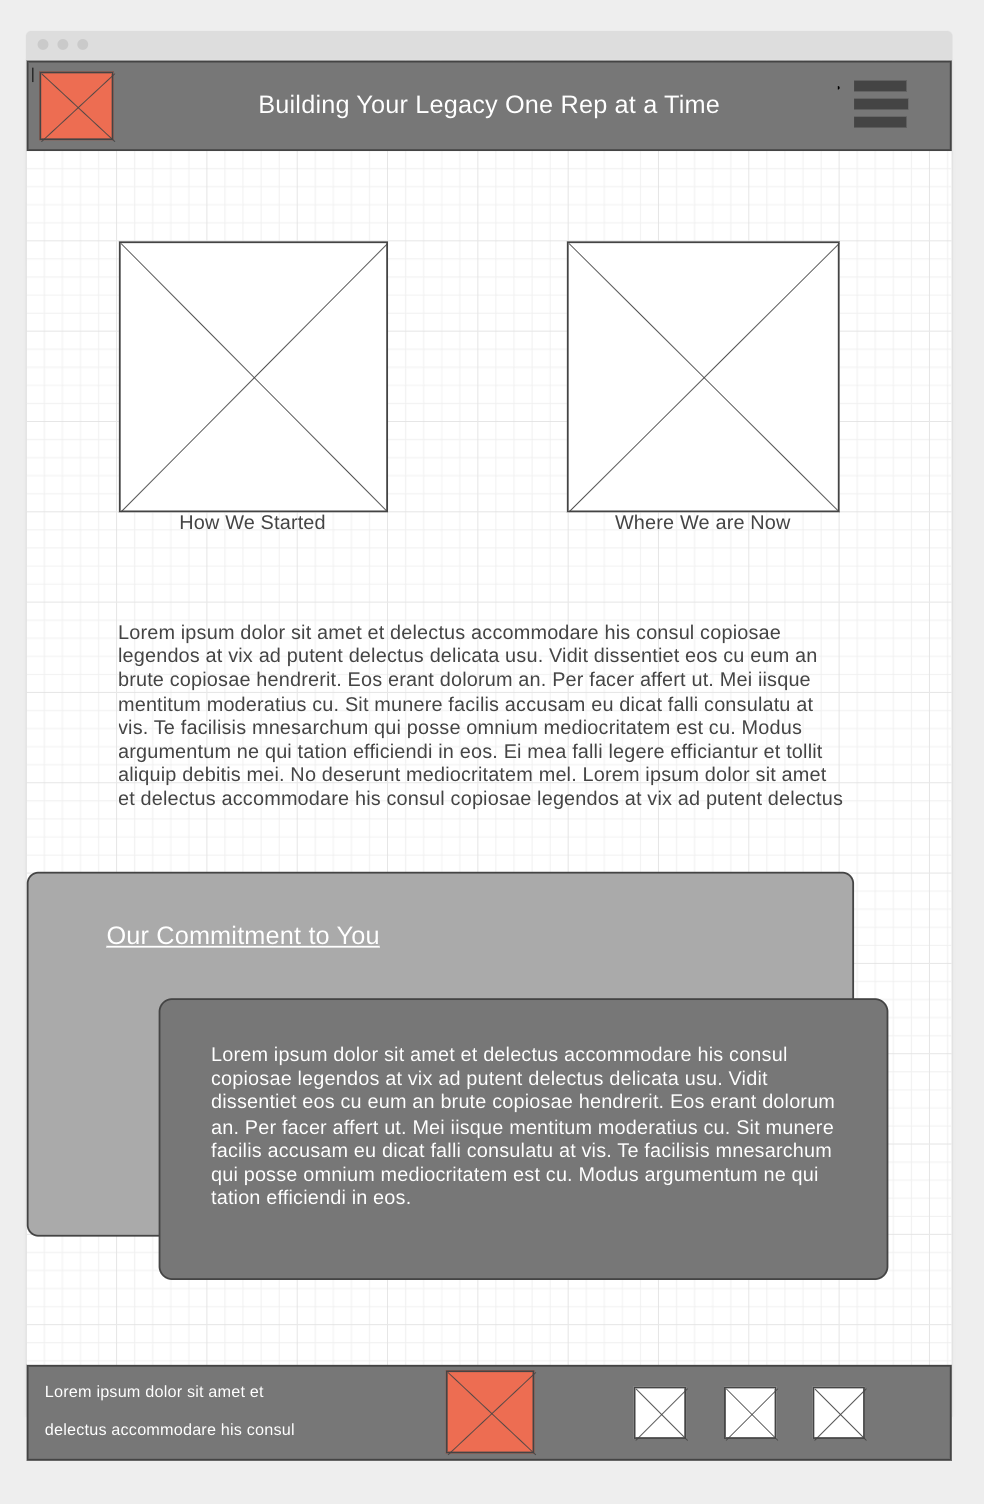 Building Your Legacy One Rep at a Time
How We Started
Where We are Now
Lorem ipsum dolor sit amet et delectus accommodare his consul copiosae
legendos at vix ad putent delectus delicata usu. Vidit dissentiet eos cu eum an
brute copiosae hendrerit. Eos erant dolorum an. Per facer affert ut. Mei iisque
mentitum moderatius cu. Sit munere facilis accusam eu dicat falli consulatu at
vis. Te facilisis mnesarchum qui posse omnium mediocritatem est cu. Modus
argumentum ne qui tation efficiendi in eos. Ei mea falli legere efficiantur et tollit
aliquip debitis mei. No deserunt mediocritatem mel. Lorem ipsum dolor sit amet
et delectus accommodare his consul copiosae legendos at vix ad putent delectus
Our Commitment to You
Lorem ipsum dolor sit amet et delectus accommodare his consul
copiosae legendos at vix ad putent delectus delicata usu. Vidit
dissentiet eos cu eum an brute copiosae hendrerit. Eos erant dolorum
an. Per facer affert ut. Mei iisque mentitum moderatius cu. Sit munere
facilis accusam eu dicat falli consulatu at vis. Te facilisis mnesarchum
qui posse omnium mediocritatem est cu. Modus argumentum ne qui
tation efficiendi in eos.
Lorem ipsum dolor sit amet et
delectus accommodare his consul